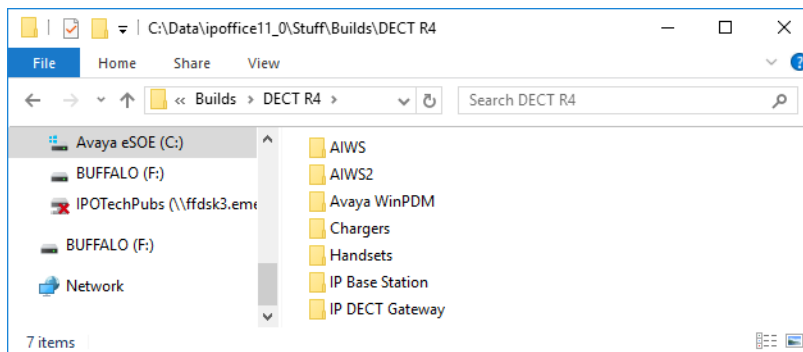 C:\Data\ipoffice11_0\Stuff\Builds\DECT R4
File Home Share View
« Builds > DECT R4 >
Search DECT R4
Avaya eSOE (C:)
BUFFALO (F:)
IPOTechPubs (\\ffdsk3.eme
BUFFALO (F:)
Network
AIWS
AIWS2
Avaya WinPDM
Chargers
Handsets
IP Base Station
IP DECT Gateway
7 items